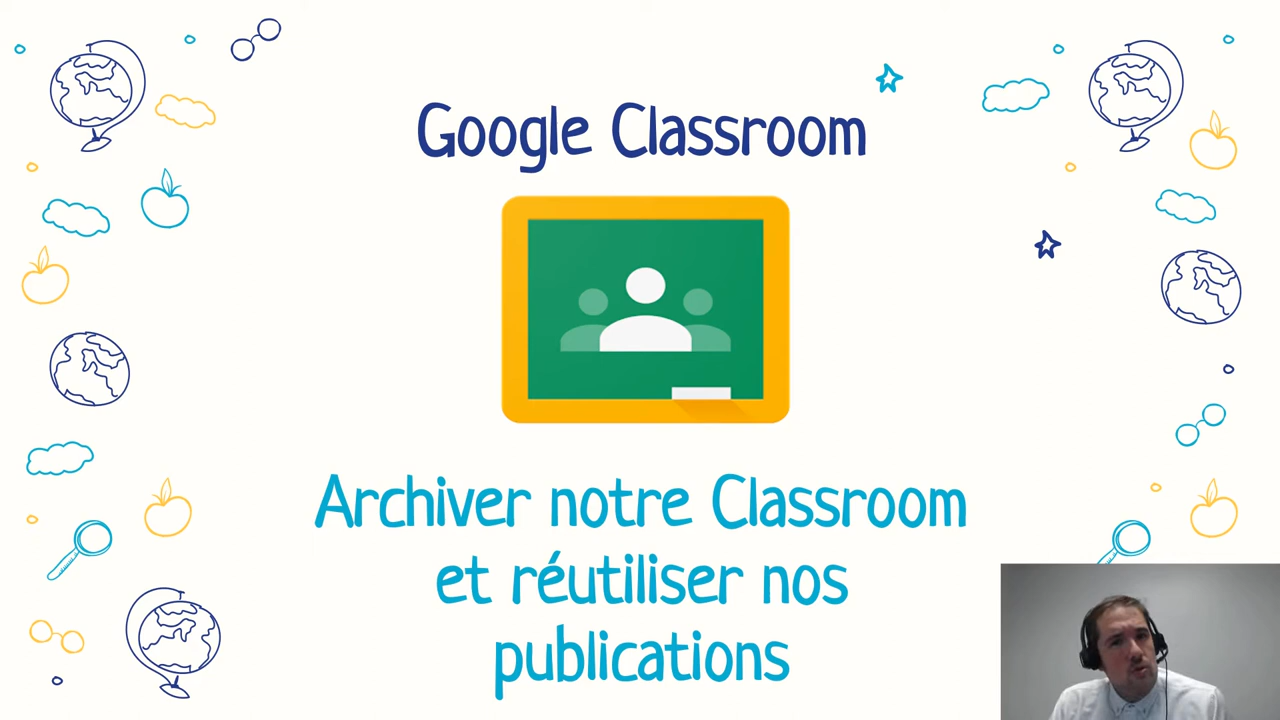 Google Classroom
Archiver notre Classroom
et réutiliser nos
publications